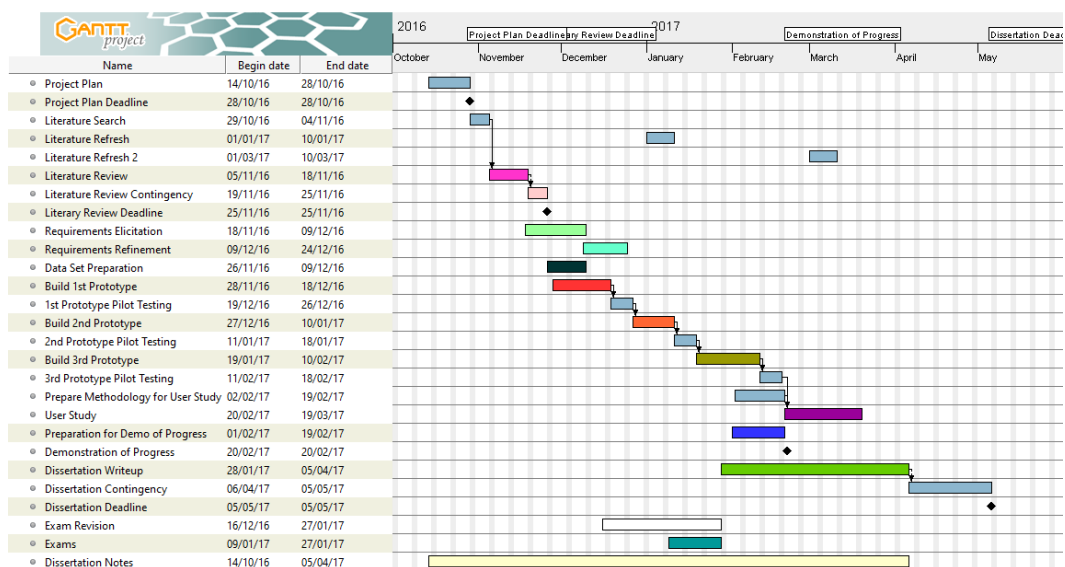 GANTT
project
2016
2017
Project Plan Deadline
ry Review Deadline
Demonstration of Progress
Dissertation Dead
Name Begin date End date
October November December January February March April May
Project Plan 14/10/16 28/10/16
Project Plan Deadline 28/10/16 28/10/16
Literature Search 29/10/16 04/11/16
Literature Refresh 01/01/17 10/01/17
Literature Refresh 2 01/03/17 10/03/17
Literature Review 05/11/16 18/11/16
Literature Review Contingency 19/11/16 25/11/16
Literary Review Deadline 25/11/16 25/11/16
Requirements Elicitation 18/11/16 09/12/16
Requirements Refinement 09/12/16 24/12/16
Data Set Preparation 26/11/16 09/12/16
Build 1st Prototype 28/11/16 18/12/16
1st Prototype Pilot Testing 19/12/16 26/12/16
Build 2nd Prototype 27/12/16 10/01/17
2nd Prototype Pilot Testing 11/01/17 18/01/17
Build 3rd Prototype 19/01/17 10/02/17
3rd Prototype Pilot Testing 11/02/17 18/02/17
Prepare Methodology for User Study 02/02/17 19/02/17
User Study 20/02/17 19/03/17
Preparation for Demo of Progress 01/02/17 19/02/17
Demonstration of Progress 20/02/17 20/02/17
Dissertation Writeup 28/01/17 05/04/17
Dissertation Contingency 06/04/17 05/05/17
Dissertation Deadline 05/05/17 05/05/17
Exam Revision 16/12/16 27/01/17
Exams 09/01/17 27/01/17
Dissertation Notes 14/10/16 05/04/17